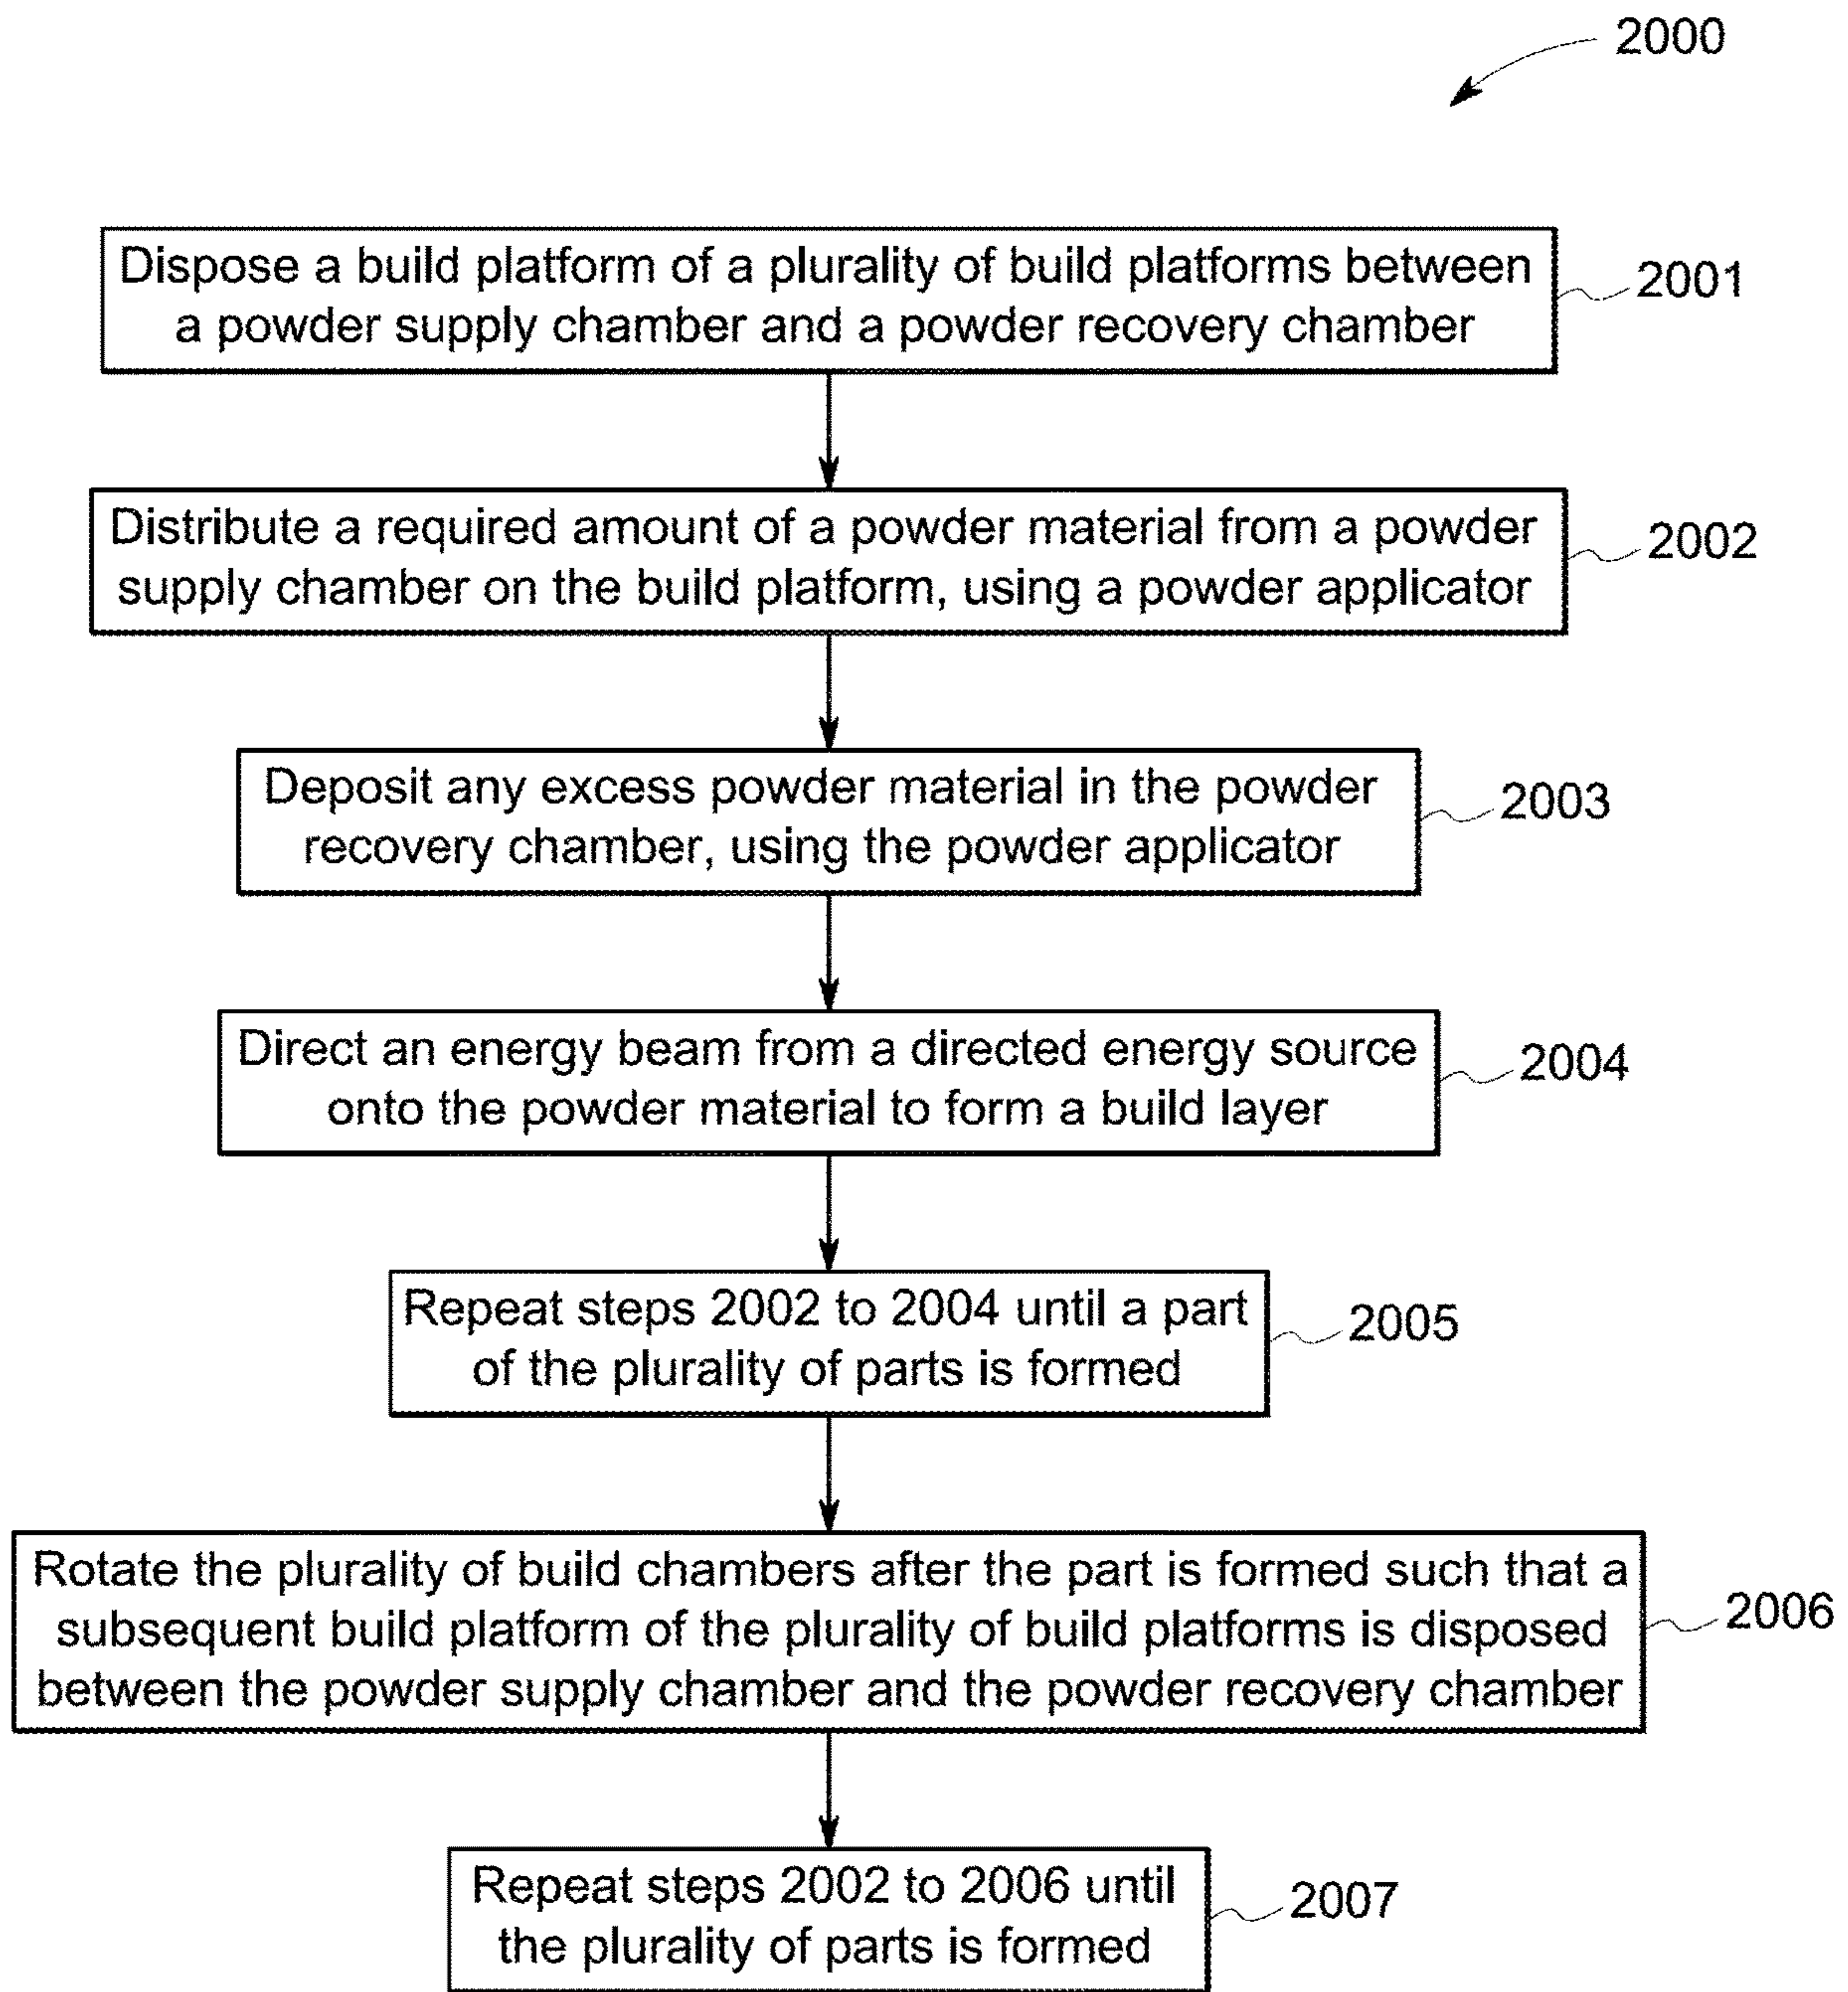 2000
Dispose a build platform of a plurality of build platforms between
a powder supply chamber and a powder recovery chamber
2001
Distribute a required amount of a powder material from a powder
supply chamber on the build platform, using a powder applicator
2002
Deposit any excess powder material in the powder
recovery chamber, using the powder applicator
2003
Direct an energy beam from a directed energy source
onto the powder material to form a build layer
2004
Repeat steps 2002 to 2004 until a part
of the plurality of parts is formed
2005
Rotate the plurality of build chambers after the part is formed such that a
subsequent build platform of the plurality of build platforms is disposed
between the powder supply chamber and the powder recovery chamber
2006
Repeat steps 2002 to 2006 until
the plurality of parts is formed
2007